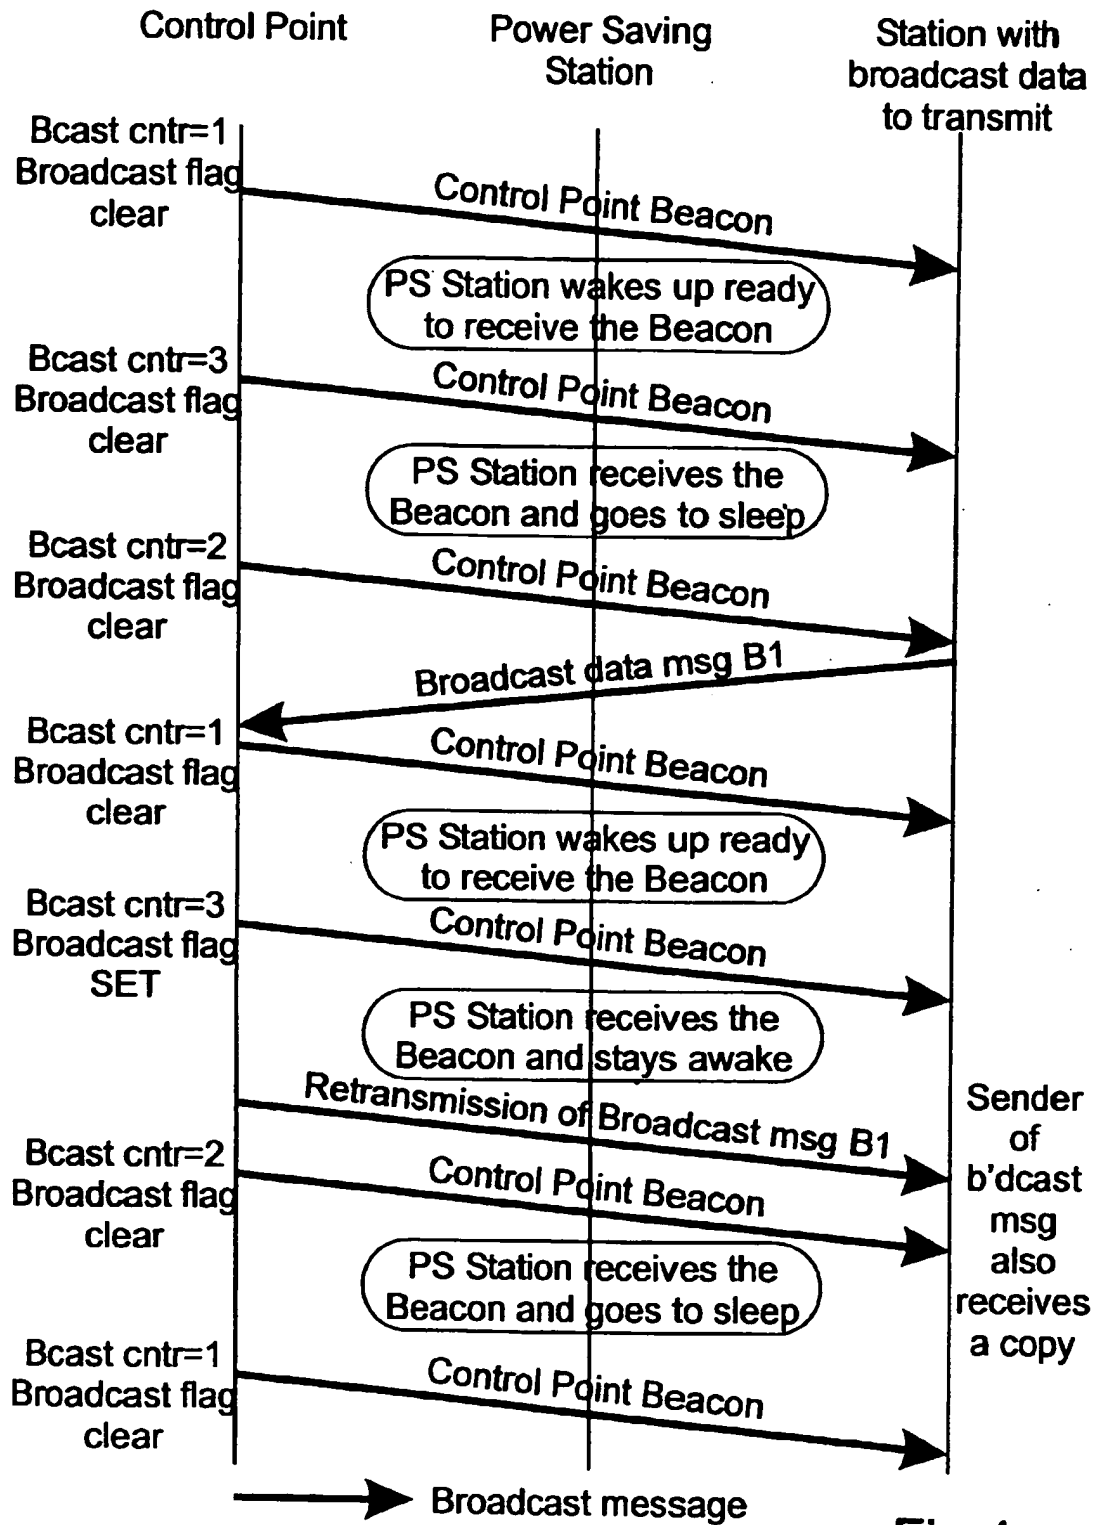 Control Point
Power Saving
Station
Station with
broadcast data
to transmit
Bcast cntr=1
Broadcast flag
clear
Control Point Beacon
PS Station wakes up ready
to receive the Beacon
Bcast cntr=3
Broadcast flag
clear
Control Point Beacon
PS Station receives the
Beacon and goes to sleep
Bcast cntr=2
Broadcast flag
clear
Control Point Beacon
Broadcast data msg B1
Bcast cntr=1
Broadcast flag
clear
Control Point Beacon
PS Station wakes up ready
to receive the Beacon
Bcast cntr=3
Broadcast flag
SET
Control Point Beacon
PS Station receives the
Beacon and stays awake
Retransmission of Broadcast msg B1
Sender
of
b'dcast
msg
also
receives
a copy
Bcast cntr=2
Broadcast flag
clear
Control Point Beacon
PS Station receives the
Beacon and goes to sleep
Bcast cntr=1
Broadcast flag
clear
Control Point Beacon
Broadcast message